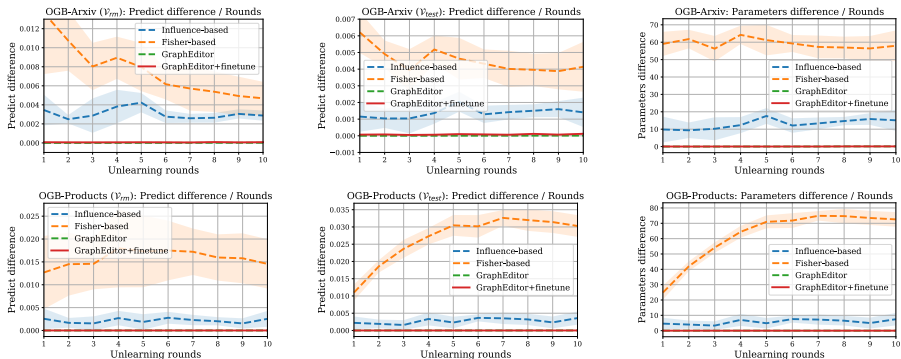 OGB-Arxiv (𝒱rm): Predict difference / Rounds
Predict difference
0.012
0.010
0.008
0.006
0.004
0.002
0.000
Influence-based
Fisher-based
GraphEditor
GraphEditor+finetune
1 2 3 4 5 6 7 8 9 10
Unlearning rounds
OGB-Arxiv (𝒱test): Predict difference / Rounds
Predict difference
0.007
0.006
0.005
0.004
0.003
0.002
0.001
0.000
−0.001
Influence-based
Fisher-based
GraphEditor
GraphEditor+finetune
1 2 3 4 5 6 7 8 9 10
Unlearning rounds
OGB-Arxiv: Parameters difference / Rounds
Parameters difference
70
60
50
40
30
20
10
0
Influence-based
Fisher-based
GraphEditor
GraphEditor+finetune
1 2 3 4 5 6 7 8 9 10
Unlearning rounds
OGB-Products (𝒱rm): Predict difference / Rounds
Predict difference
0.025
0.020
0.015
0.010
0.005
0.000
Influence-based
Fisher-based
GraphEditor
GraphEditor+finetune
1 2 3 4 5 6 7 8 9 10
Unlearning rounds
OGB-Products (𝒱test): Predict difference / Rounds
Predict difference
0.035
0.030
0.025
0.020
0.015
0.010
0.005
0.000
Influence-based
Fisher-based
GraphEditor
GraphEditor+finetune
1 2 3 4 5 6 7 8 9 10
Unlearning rounds
OGB-Products: Parameters difference / Rounds
Parameters difference
80
70
60
50
40
30
20
10
0
Influence-based
Fisher-based
GraphEditor
GraphEditor+finetune
1 2 3 4 5 6 7 8 9 10
Unlearning rounds